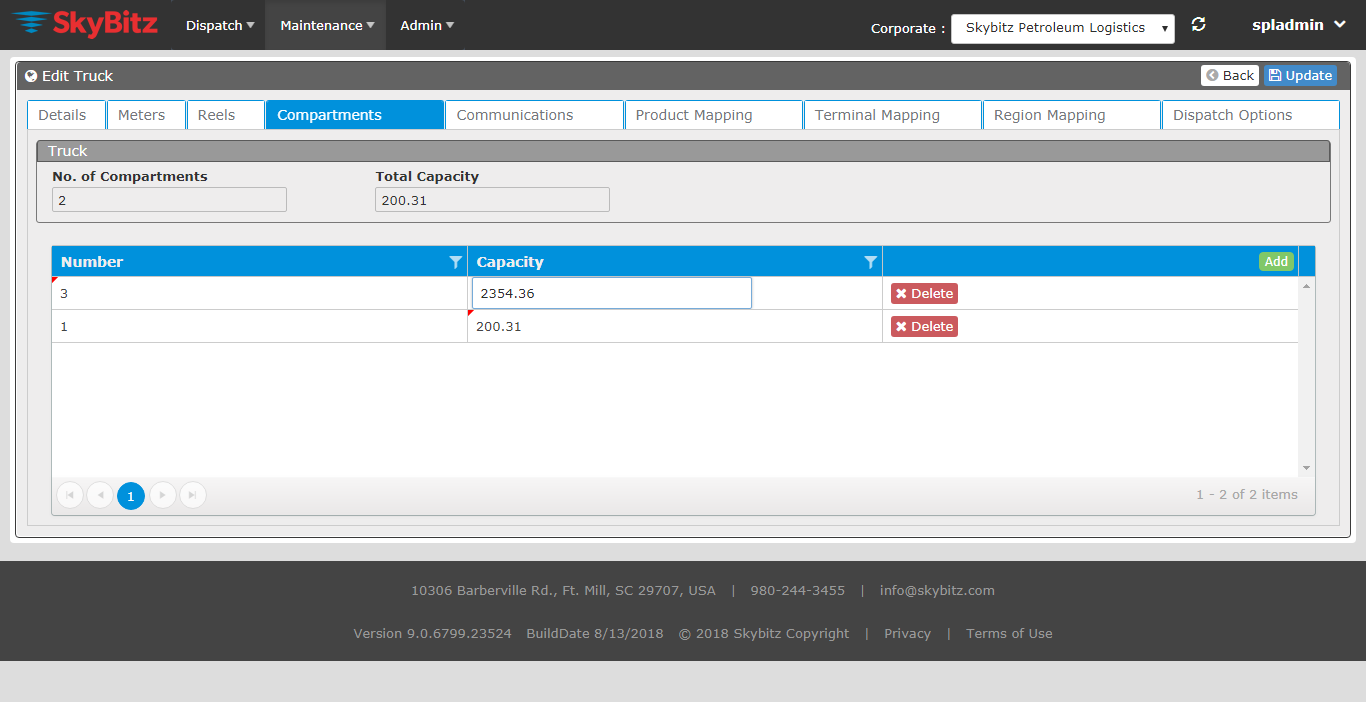 SkyBitz Dispatch Maintenance Admin Corporate : Skybitz Petroleum Logistics spladmin
Edit Truck Back Update
Details Meters Reels Compartments Communications Product Mapping Terminal Mapping Region Mapping Dispatch Options
Truck
No. of Compartments Total Capacity
2 200.31
Number Capacity Add
3 2354.36 Delete
1 200.31 Delete
1 1 - 2 of 2 items
10306 Barberville Rd., Ft. Mill, SC 29707, USA | 980-244-3455 | info@skybitz.com
Version 9.0.6799.23524 BuildDate 8/13/2018 © 2018 Skybitz Copyright | Privacy | Terms of Use